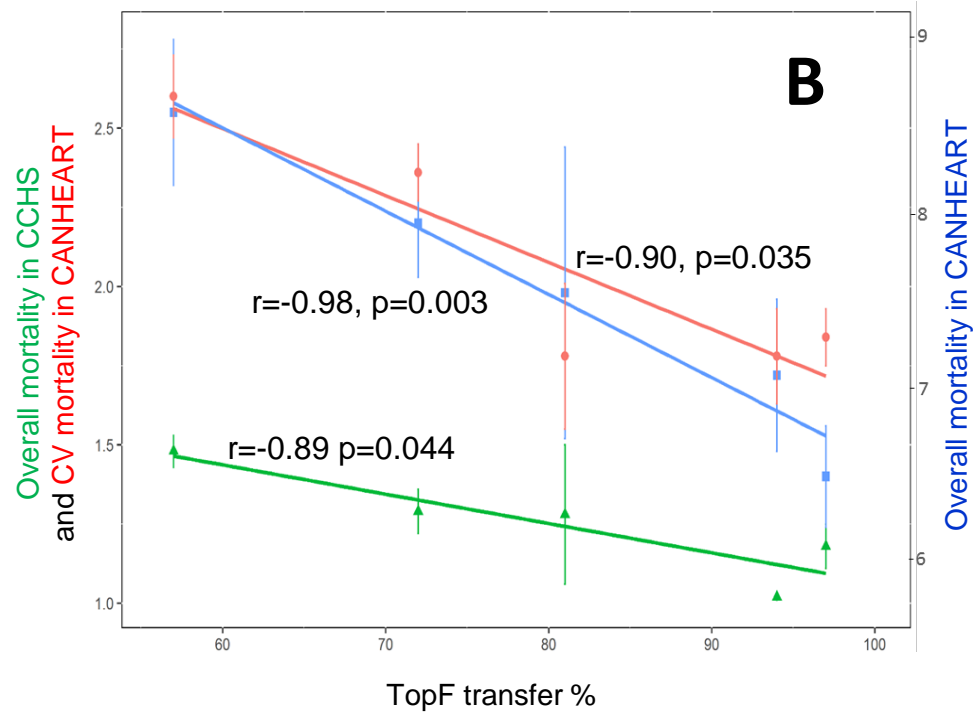 B
Overall mortality in CCHS
and CV mortality in CANHEART
2.5
2.0
1.5
1.0
r=-0.90, p=0.035
r=-0.98, p=0.003
r=-0.89 p=0.044
9
8
7
6
Overall mortality in CANHEART
60 70 80 90 100
TopF transfer %